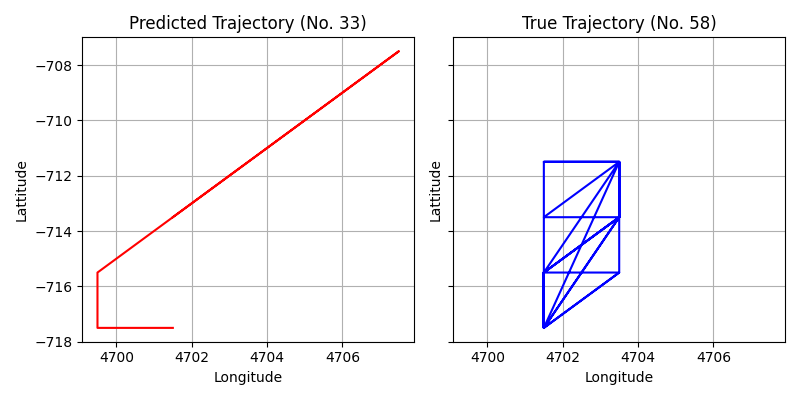 Predicted Trajectory (No. 33)
True Trajectory (No. 58)
−708
−710
−712
−714
−716
−718
Lattitude
4700
4702
4704
4706
Longitude
Lattitude
4700
4702
4704
4706
Longitude